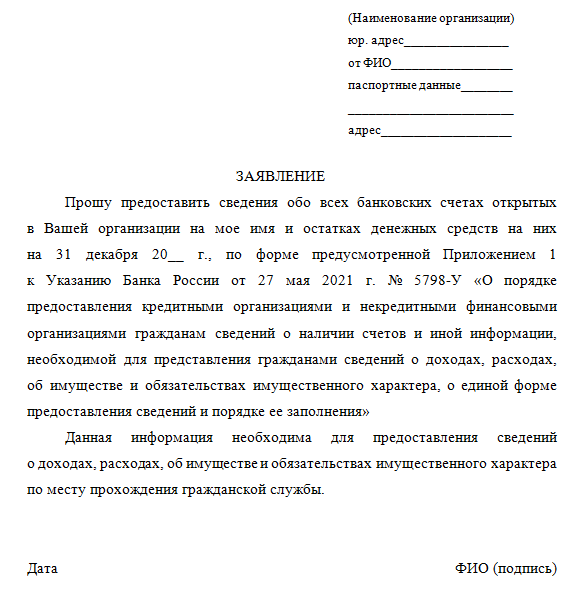 (Наименование организации)
юр. адрес________________
от ФИО___________________
паспортные данные________
__________________________
адрес____________________
ЗАЯВЛЕНИЕ
Прошу предоставить сведения обо всех банковских счетах открытых
в Вашей организации на мое имя и остатках денежных средств на них
на 31 декабря 20__ г., по форме предусмотренной Приложением 1
к Указанию Банка России от 27 мая 2021 г. № 5798-У «О порядке
предоставления кредитными организациями и некредитными финансовыми
организациями гражданам сведений о наличии счетов и иной информации,
необходимой для представления гражданами сведений о доходах, расходах,
об имуществе и обязательствах имущественного характера, о единой форме
предоставления сведений и порядке ее заполнения»
Данная информация необходима для предоставления сведений
о доходах, расходах, об имуществе и обязательствах имущественного характера
по месту прохождения гражданской службы.
Дата ФИО (подпись)